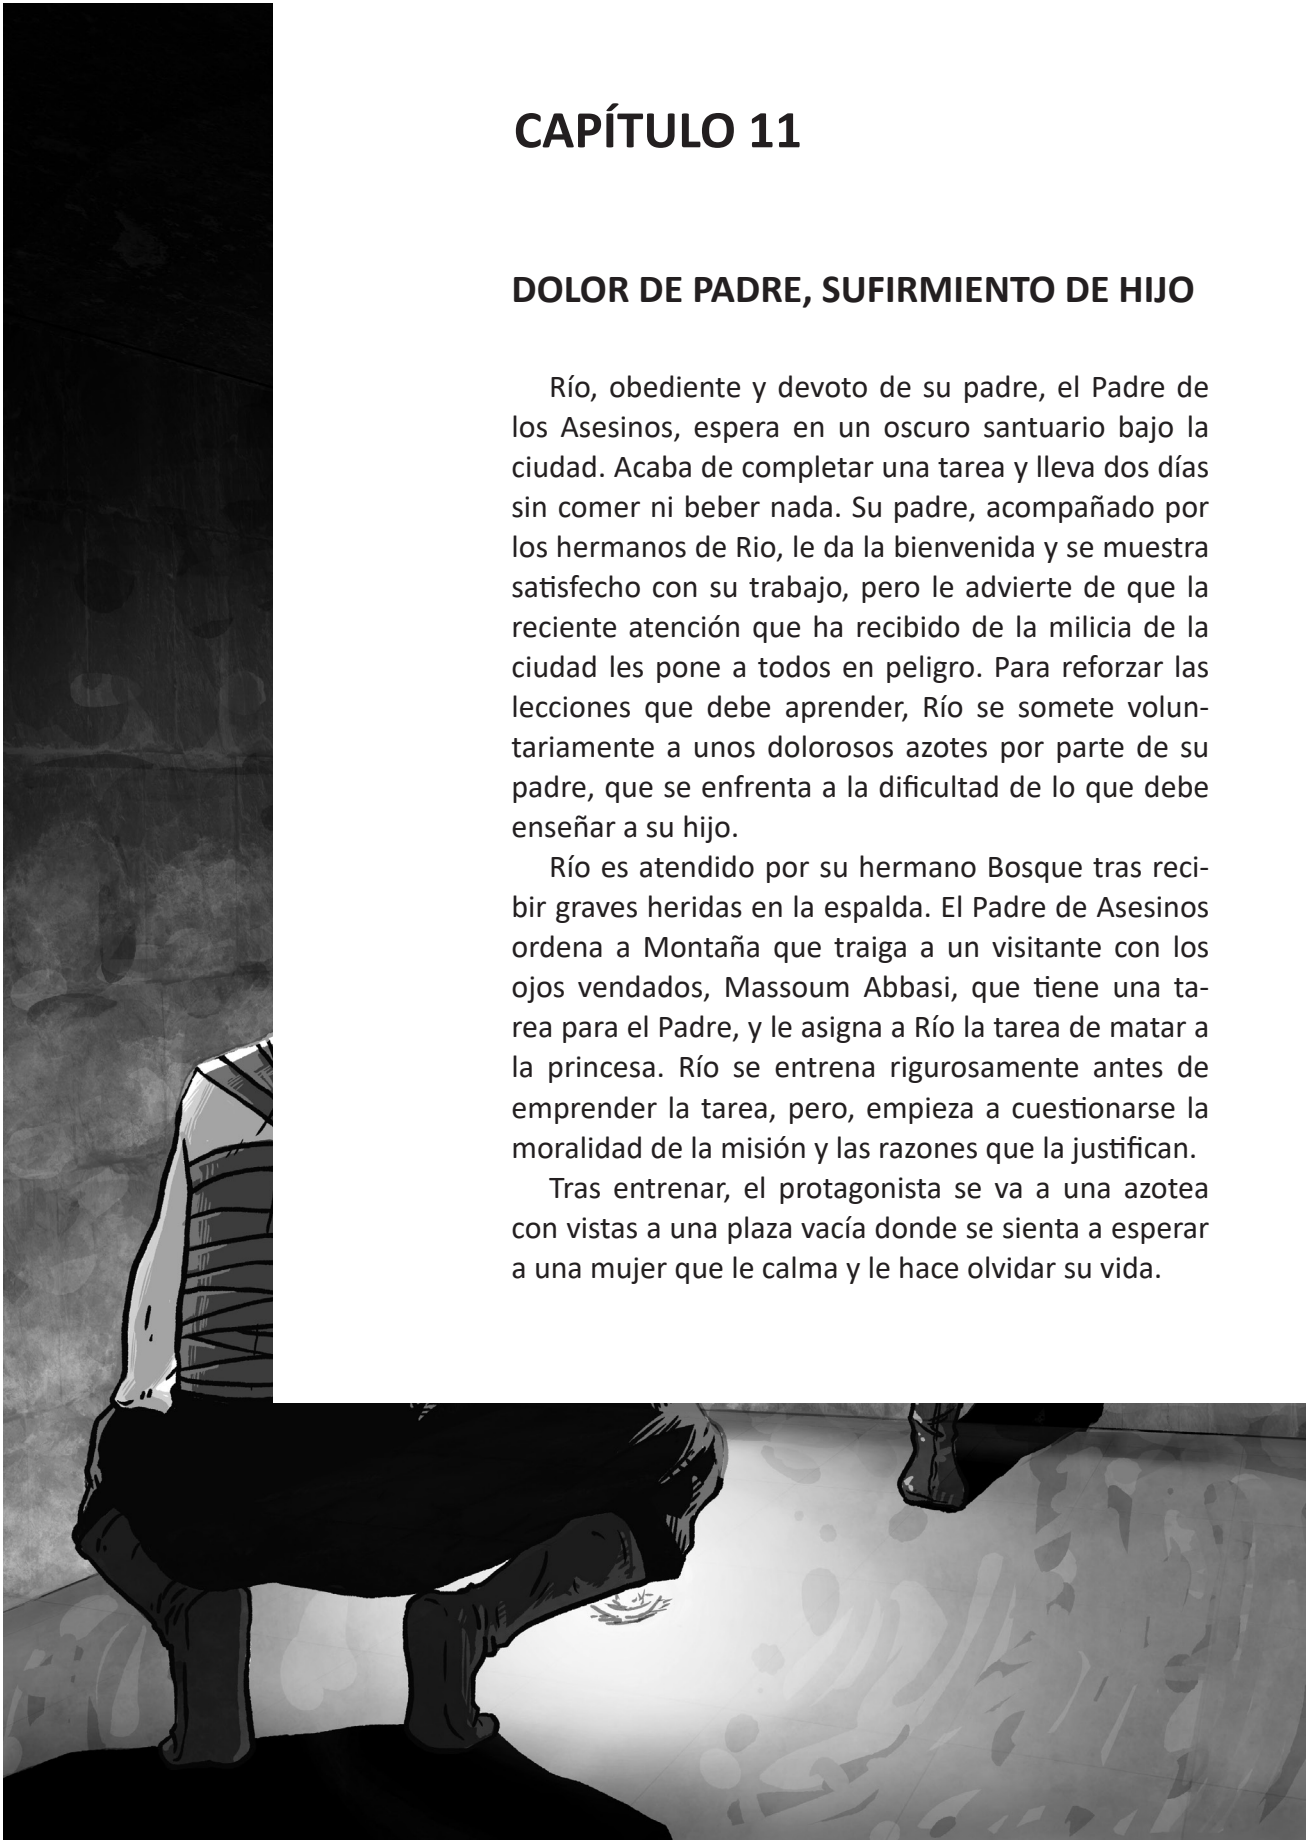 CAPÍTULO 11
DOLOR DE PADRE, SUFIRMIENTO DE HIJO
Río, obediente y devoto de su padre, el Padre de
los Asesinos, espera en un oscuro santuario bajo la
ciudad. Acaba de completar una tarea y lleva dos días
sin comer ni beber nada. Su padre, acompañado por
los hermanos de Rio, le da la bienvenida y se muestra
satisfecho con su trabajo, pero le advierte de que la
reciente atención que ha recibido de la milicia de la
ciudad les pone a todos en peligro. Para reforzar las
lecciones que debe aprender, Río se somete volun-
tariamente a unos dolorosos azotes por parte de su
padre, que se enfrenta a la dificultad de lo que debe
enseñar a su hijo.
Río es atendido por su hermano Bosque tras reci-
bir graves heridas en la espalda. El Padre de Asesinos
ordena a Montaña que traiga a un visitante con los
ojos vendados, Massoum Abbasi, que tiene una ta-
rea para el Padre, y le asigna a Río la tarea de matar a
la princesa. Río se entrena rigurosamente antes de
emprender la tarea, pero, empieza a cuestionarse la
moralidad de la misión y las razones que la justifican.
Tras entrenar, el protagonista se va a una azotea
con vistas a una plaza vacía donde se sienta a esperar
a una mujer que le calma y le hace olvidar su vida.